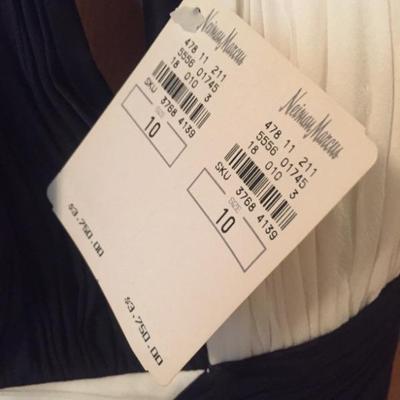 Neiman Marcus
478 11 211
5556 01745
18 010 3
SKU 3768 4139
SIZE
10
$3,750.00
Neiman Marcus
478 11 211
5556 01745
18 010 3
SKU 3768 4139
SIZE
10
$3,750.00